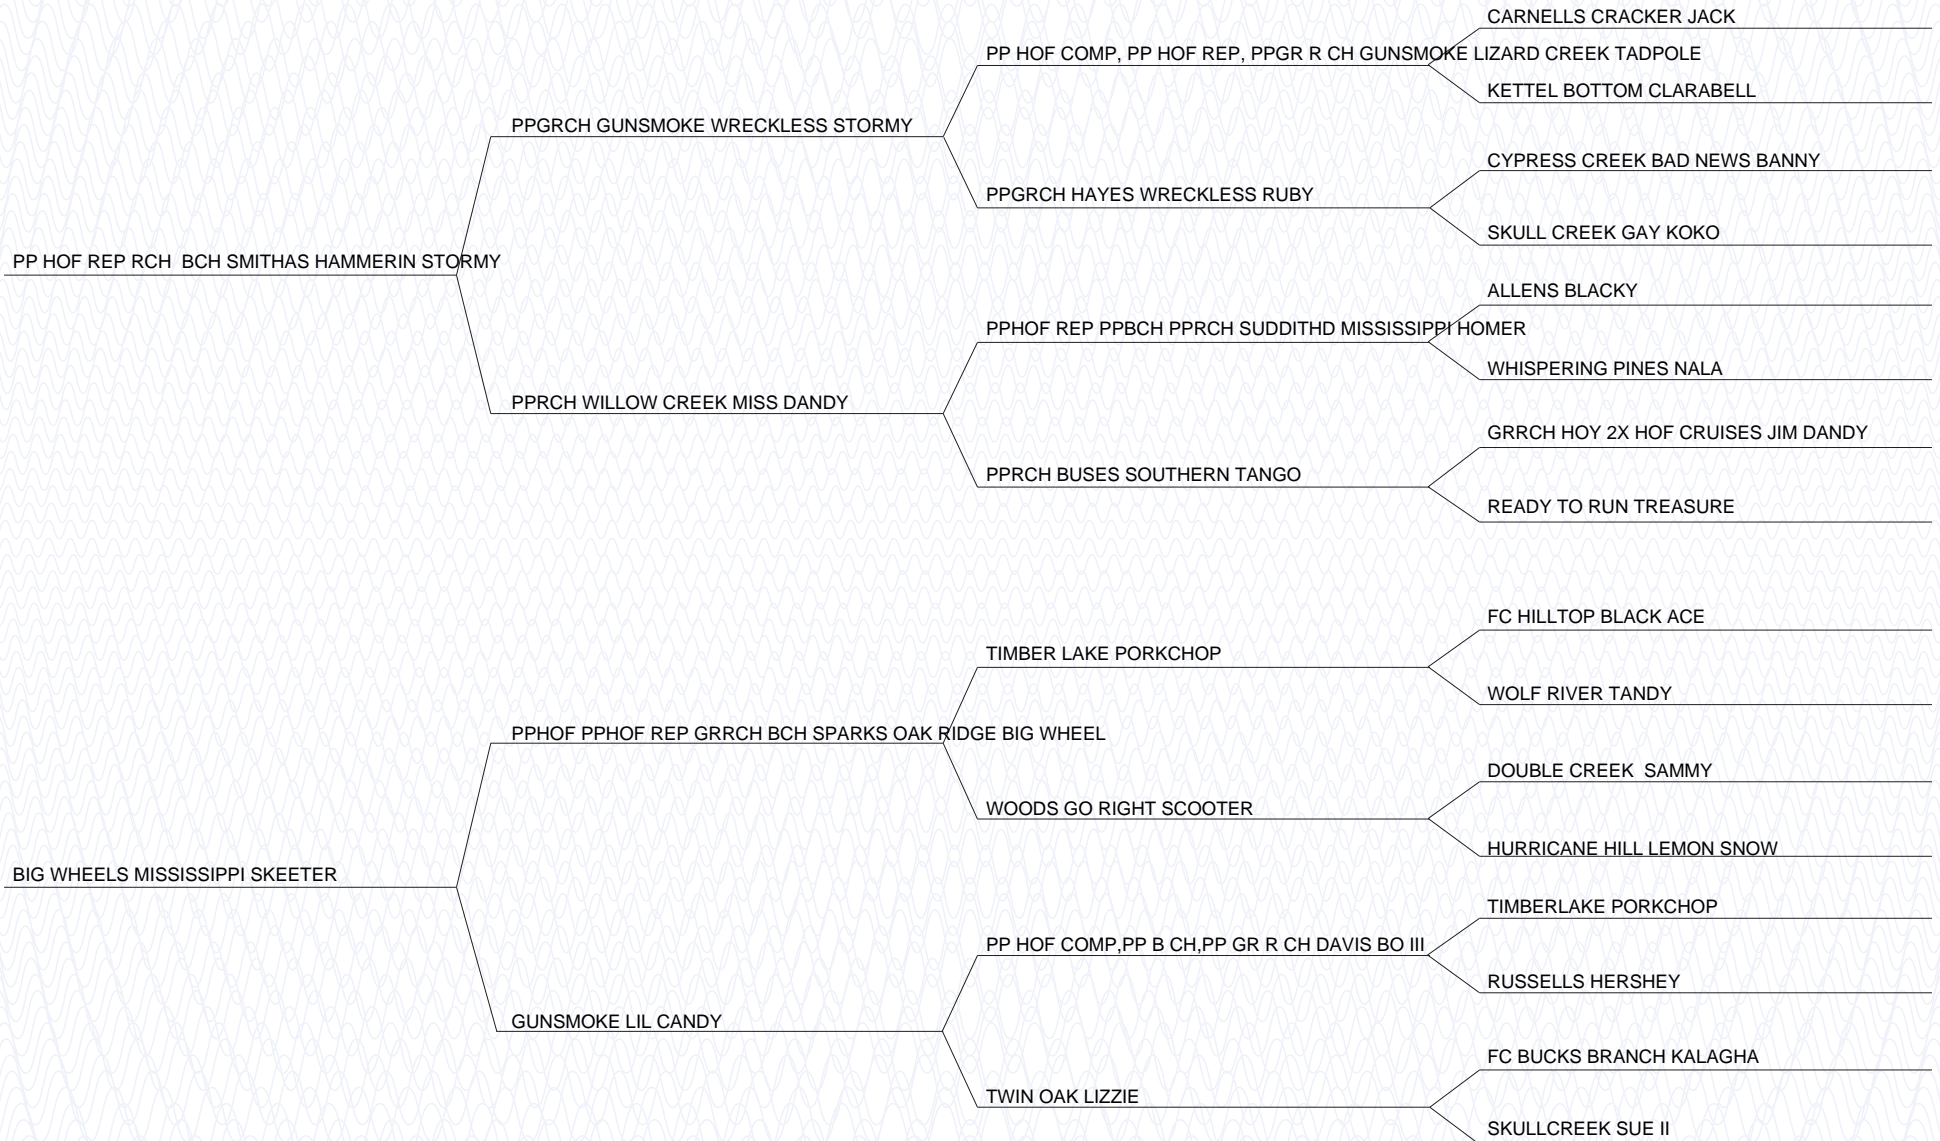 CARNELLS CRACKER JACK
PP HOF COMP, PP HOF REP, PPGR R CH GUNSMOKE LIZARD CREEK TADPOLE
KETTEL BOTTOM CLARABELL
PPGRCH GUNSMOKE WRECKLESS STORMY
CYPRESS CREEK BAD NEWS BANNY
PPGRCH HAYES WRECKLESS RUBY
SKULL CREEK GAY KOKO
PP HOF REP RCH  BCH SMITHAS HAMMERIN STORMY
ALLENS BLACKY
PPHOF REP PPBCH PPRCH SUDDITHD MISSISSIPPI HOMER
WHISPERING PINES NALA
PPRCH WILLOW CREEK MISS DANDY
GRRCH HOY 2X HOF CRUISES JIM DANDY
PPRCH BUSES SOUTHERN TANGO
READY TO RUN TREASURE
FC HILLTOP BLACK ACE
TIMBER LAKE PORKCHOP
WOLF RIVER TANDY
PPHOF PPHOF REP GRRCH BCH SPARKS OAK RIDGE BIG WHEEL
DOUBLE CREEK  SAMMY
WOODS GO RIGHT SCOOTER
HURRICANE HILL LEMON SNOW
BIG WHEELS MISSISSIPPI SKEETER
TIMBERLAKE PORKCHOP
PP HOF COMP,PP B CH,PP GR R CH DAVIS BO III
RUSSELLS HERSHEY
GUNSMOKE LIL CANDY
FC BUCKS BRANCH KALAGHA
TWIN OAK LIZZIE
SKULLCREEK SUE II